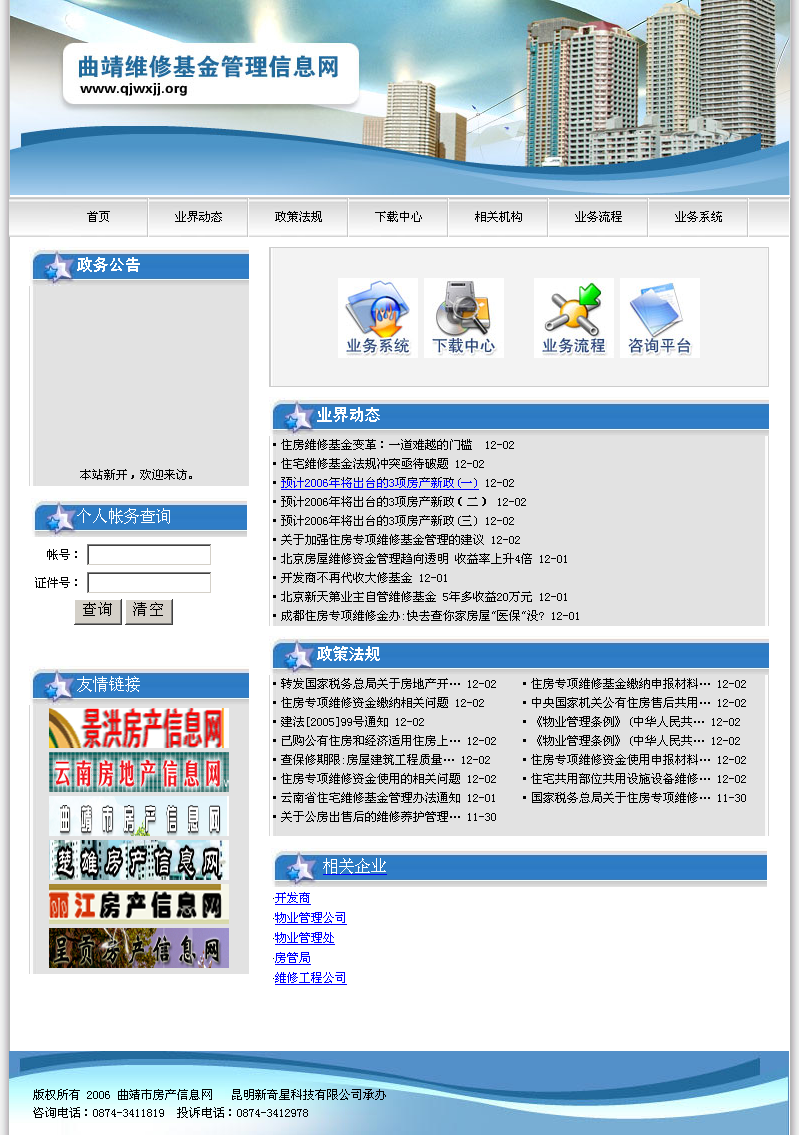 曲靖维修基金管理信息网
www.qjwxjj.org
首页 业界动态 政策法规 下载中心 相关机构 业务流程 业务系统
政务公告
本站新开，欢迎来访。
个人帐务查询
帐号：
证件号：
查询 清空
友情链接
景洪房产信息网
云南房地产信息网
曲靖市房产信息网
楚雄房产信息网
丽江房产信息网
呈贡房产信息网
业务系统 下载中心 业务流程 咨询平台
业界动态
住房维修基金变革：一道难越的门槛 12-02
住宅维修基金法规冲突亟待破题 12-02
预计2006年将出台的3项房产新政(一) 12-02
预计2006年将出台的3项房产新政（二） 12-02
预计2006年将出台的3项房产新政(三) 12-02
关于加强住房专项维修基金管理的建议 12-02
北京房屋维修资金管理趋向透明 收益率上升4倍 12-01
开发商不再代收大修基金 12-01
北京新天第业主自管维修基金 5年多收益20万元 12-01
成都住房专项维修金办:快去查你家房屋“医保”没? 12-01
政策法规
转发国家税务总局关于房地产开… 12-02
住房专项维修资金缴纳相关问题 12-02
建法[2005]99号通知 12-02
已购公有住房和经济适用住房上… 12-02
查保修期限:房屋建筑工程质量… 12-02
住房专项维修资金使用的相关问题 12-02
云南省住宅维修基金管理办法通知 12-01
关于公房出售后的维修养护管理… 11-30
住房专项维修基金缴纳申报材料… 12-02
中央国家机关公有住房售后共用… 12-02
《物业管理条例》(中华人民共… 12-02
《物业管理条例》(中华人民共… 12-02
住房专项维修资金使用申报材料… 12-02
住宅共用部位共用设施设备维修… 12-02
国家税务总局关于住房专项维修… 11-30
相关企业
开发商
物业管理公司
物业管理处
房管局
维修工程公司
版权所有 2006 曲靖市房产信息网 昆明新奇星科技有限公司承办
咨询电话：0874-3411819 投诉电话：0874-3412978